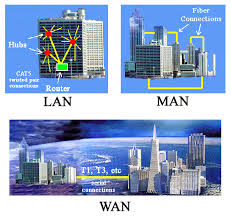 Hubs
CAT5
twisted pair
connections
Router
LAN
Fiber
Connections
MAN
T1, T3, etc
serial
connections
WAN